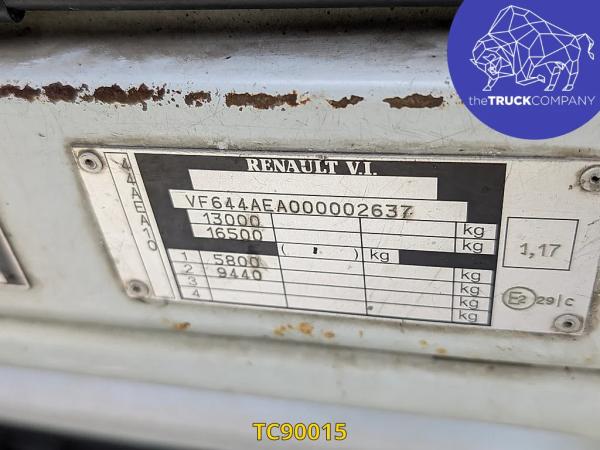 theTRUCKCOMPANY
RENAULT V.I.
44AEA10
VF644AEA000002637
13000 kg
16500 kg
( ) kg
1 5800 kg
2 9440 kg
3 kg
4 kg
1,17
E2 29/C
TC90015